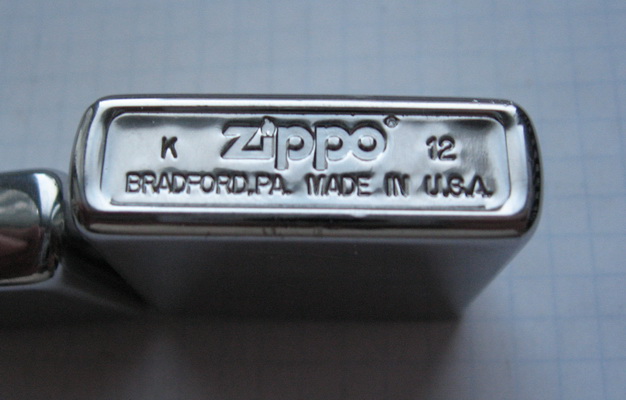 K zippo® 12
BRADFORD,PA. MADE IN U.S.A.